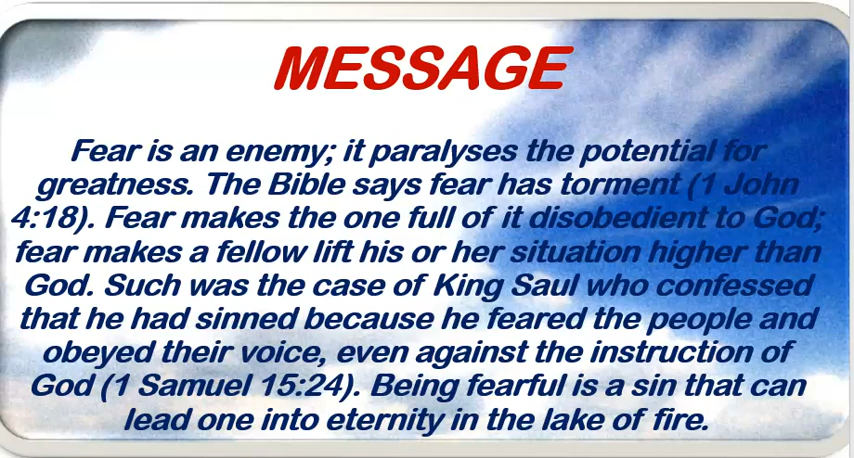 MESSAGE
Fear is an enemy; it paralyses the potential for
greatness. The Bible says fear has torment (1 John
4:18). Fear makes the one full of it disobedient to God;
fear makes a fellow lift his or her situation higher than
God. Such was the case of King Saul who confessed
that he had sinned because he feared the people and
obeyed their voice, even against the instruction of
God (1 Samuel 15:24). Being fearful is a sin that can
lead one into eternity in the lake of fire.